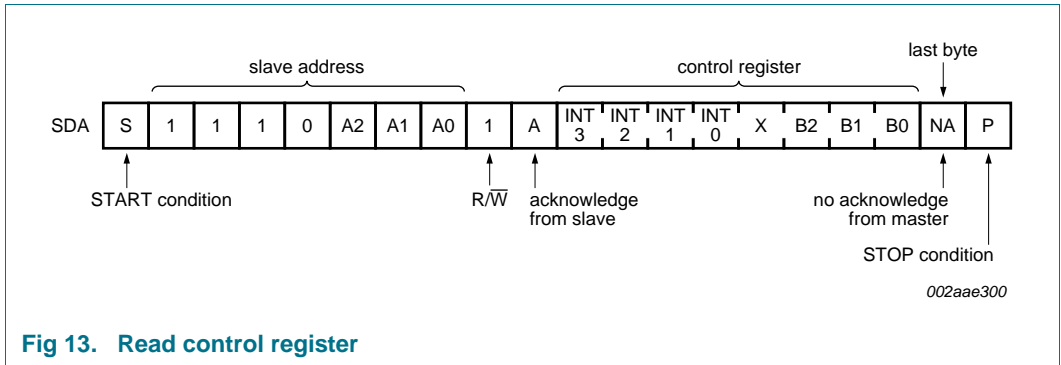 last byte
slave address control register
SDA S 1 1 1 0 A2 A1 A0 1 A INT 3 INT 2 INT 1 INT 0 X B2 B1 B0 NA P
START condition R/W̅ acknowledge from slave no acknowledge from master
STOP condition
002aae300
Fig 13. Read control register